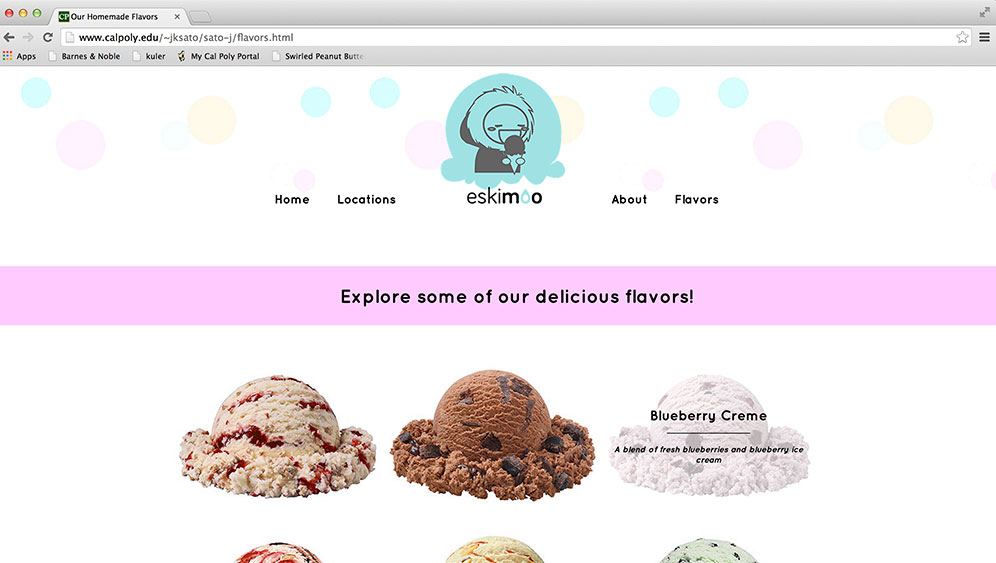 CP Our Homemade Flavors
www.calpoly.edu/~jksato/sato-j/flavors.html
Apps Barnes & Noble kuler My Cal Poly Portal Swirled Peanut Butte
eskimoo
Home Locations About Flavors
Explore some of our delicious flavors!
Blueberry Creme
A blend of fresh blueberries and blueberry ice
cream